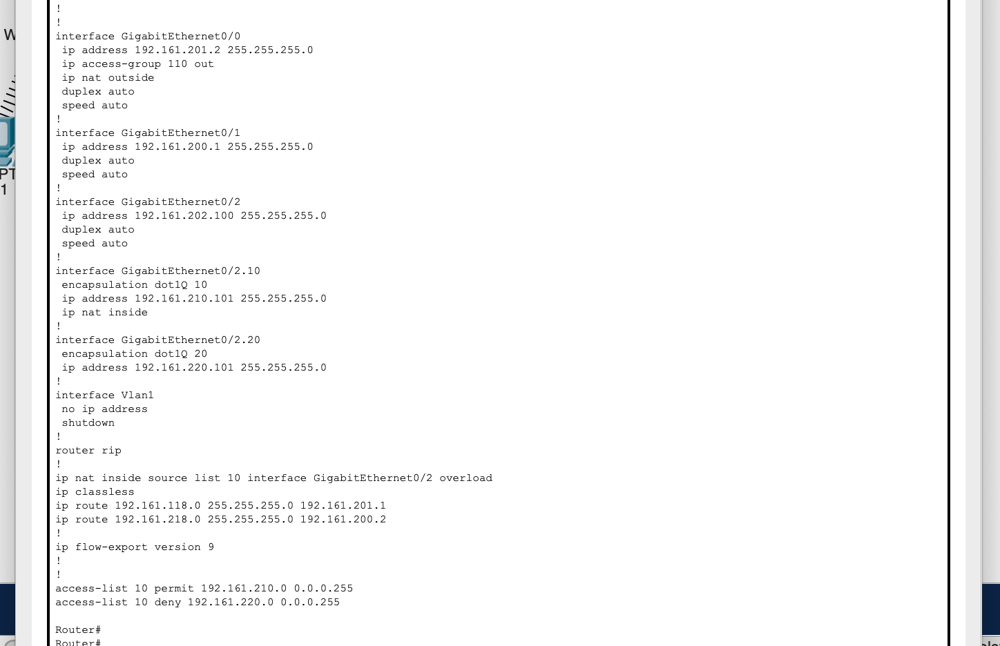 !
!
interface GigabitEthernet0/0
 ip address 192.161.201.2 255.255.255.0
 ip access-group 110 out
 ip nat outside
 duplex auto
 speed auto
!
interface GigabitEthernet0/1
 ip address 192.161.200.1 255.255.255.0
 duplex auto
 speed auto
!
interface GigabitEthernet0/2
 ip address 192.161.202.100 255.255.255.0
 duplex auto
 speed auto
!
interface GigabitEthernet0/2.10
 encapsulation dot1Q 10
 ip address 192.161.210.101 255.255.255.0
 ip nat inside
!
interface GigabitEthernet0/2.20
 encapsulation dot1Q 20
 ip address 192.161.220.101 255.255.255.0
!
interface Vlan1
 no ip address
 shutdown
!
router rip
!
ip nat inside source list 10 interface GigabitEthernet0/2 overload
ip classless
ip route 192.161.118.0 255.255.255.0 192.161.201.1
ip route 192.161.218.0 255.255.255.0 192.161.200.2
!
ip flow-export version 9
!
!
access-list 10 permit 192.161.210.0 0.0.0.255
access-list 10 deny 192.161.220.0 0.0.0.255

Router#
Router#
W
PT
1